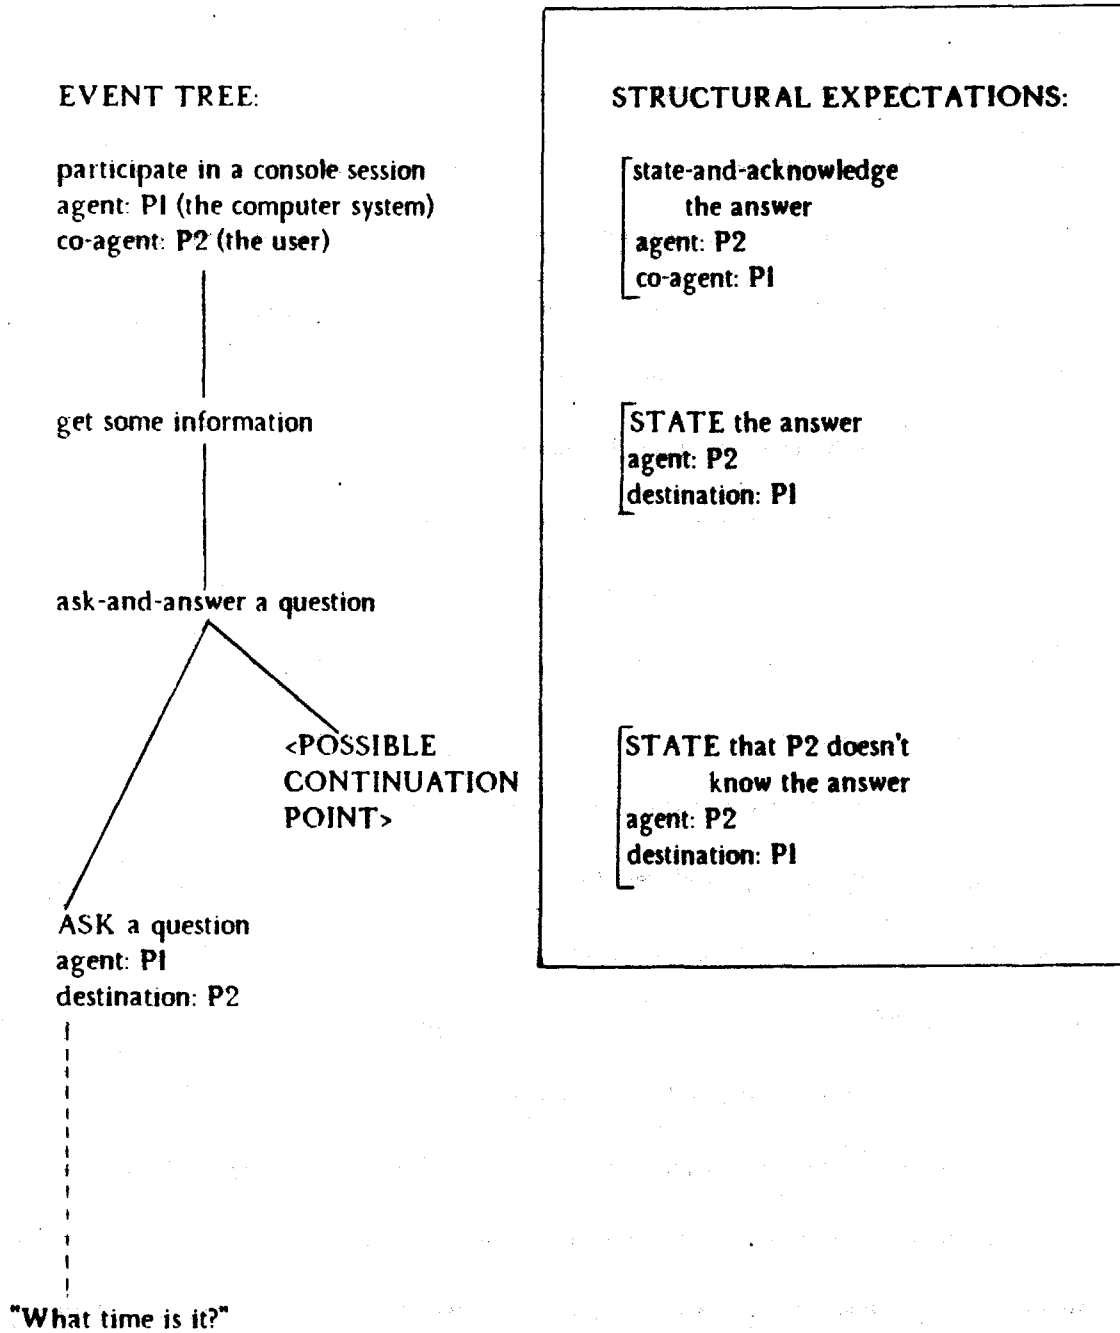 EVENT TREE:
participate in a console session
agent: P1 (the computer system)
co-agent: P2 (the user)
get some information
ask-and-answer a question
<POSSIBLE
CONTINUATION
POINT>
ASK a question
agent: P1
destination: P2
"What time is it?"
STRUCTURAL EXPECTATIONS:
state-and-acknowledge
the answer
agent: P2
co-agent: P1
STATE the answer
agent: P2
destination: P1
STATE that P2 doesn't
know the answer
agent: P2
destination: P1